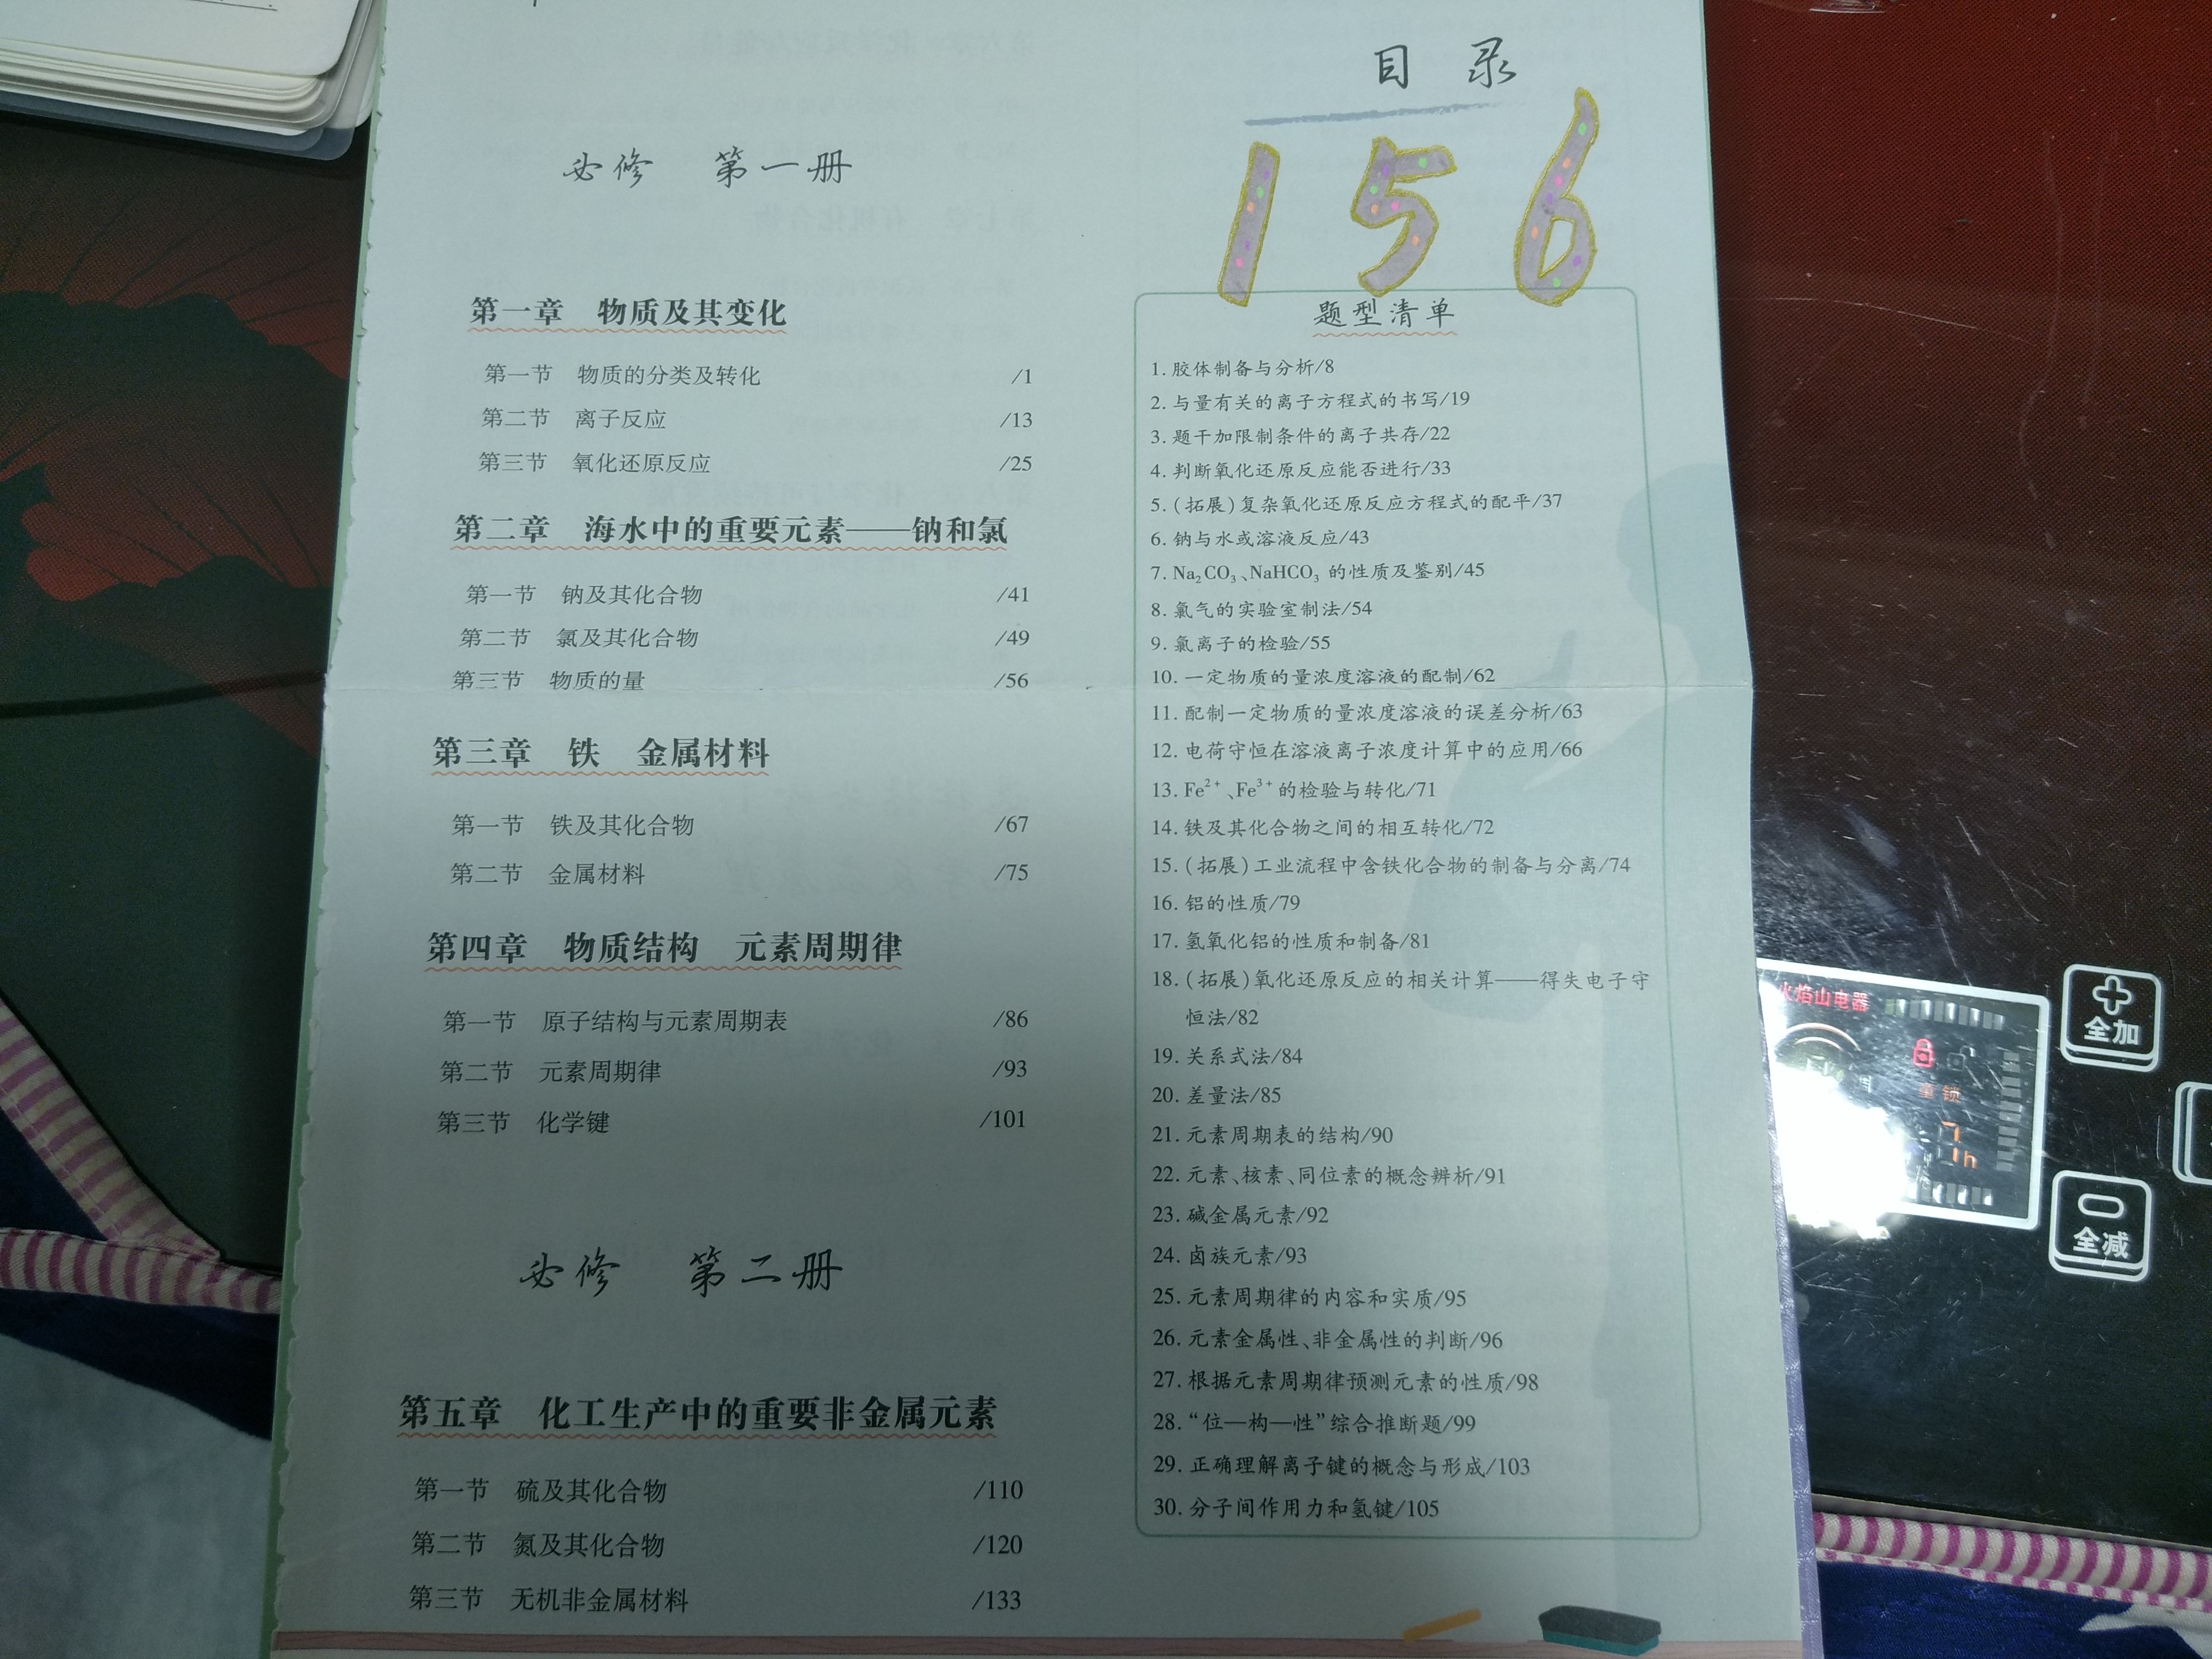 目 录
156
必修 第一册
第一章 物质及其变化
第一节 物质的分类及转化 /1
第二节 离子反应 /13
第三节 氧化还原反应 /25
第二章 海水中的重要元素——钠和氯
第一节 钠及其化合物 /41
第二节 氯及其化合物 /49
第三节 物质的量 /56
第三章 铁 金属材料
第一节 铁及其化合物 /67
第二节 金属材料 /75
第四章 物质结构 元素周期律
第一节 原子结构与元素周期表 /86
第二节 元素周期律 /93
第三节 化学键 /101
必修 第二册
第五章 化工生产中的重要非金属元素
第一节 硫及其化合物 /110
第二节 氮及其化合物 /120
第三节 无机非金属材料 /133
题型清单
1. 胶体制备与分析/8
2. 与量有关的离子方程式的书写/19
3. 题干加限制条件的离子共存/22
4. 判断氧化还原反应能否进行/33
5. (拓展)复杂氧化还原反应方程式的配平/37
6. 钠与水或溶液反应/43
7. Na₂CO₃、NaHCO₃ 的性质及鉴别/45
8. 氯气的实验室制法/54
9. 氯离子的检验/55
10. 一定物质的量浓度溶液的配制/62
11. 配制一定物质的量浓度溶液的误差分析/63
12. 电荷守恒在溶液离子浓度计算中的应用/66
13. Fe²⁺、Fe³⁺的检验与转化/71
14. 铁及其化合物之间的相互转化/72
15. (拓展)工业流程中含铁化合物的制备与分离/74
16. 铝的性质/79
17. 氢氧化铝的性质和制备/81
18. (拓展)氧化还原反应的相关计算——得失电子守
恒法/82
19. 关系式法/84
20. 差量法/85
21. 元素周期表的结构/90
22. 元素、核素、同位素的概念辨析/91
23. 碱金属元素/92
24. 卤族元素/93
25. 元素周期律的内容和实质/95
26. 元素金属性、非金属性的判断/96
27. 根据元素周期律预测元素的性质/98
28. “位—构—性”综合推断题/99
29. 正确理解离子键的概念与形成/103
30. 分子间作用力和氢键/105
火焰山电器
童锁
全加
全减